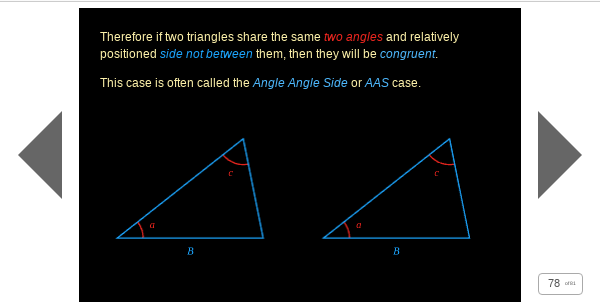 Therefore if two triangles share the same two angles and relatively
positioned side not between them, then they will be congruent.
This case is often called the Angle Angle Side or AAS case.
c
c
a
a
B
B
78 of 81